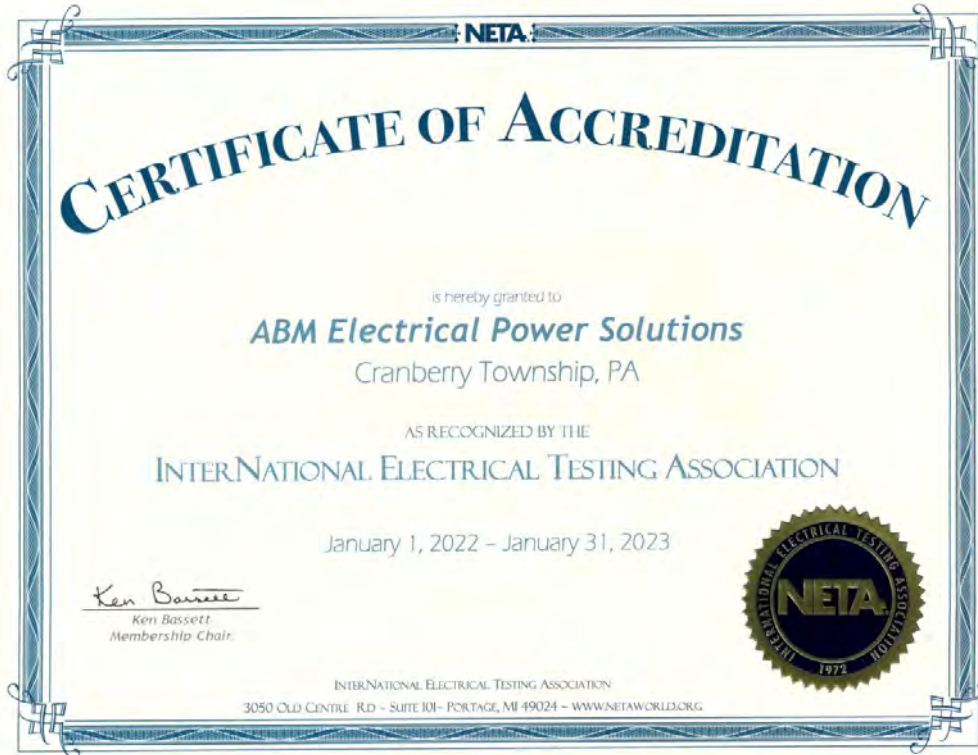 NETA
CERTIFICATE OF ACCREDITATION
is hereby granted to
ABM Electrical Power Solutions
Cranberry Township, PA
AS RECOGNIZED BY THE
INTERNATIONAL ELECTRICAL TESTING ASSOCIATION
January 1, 2022 – January 31, 2023
Ken Bassett
Ken Bassett
Membership Chair
INTERNATIONAL ELECTRICAL TESTING ASSOCIATION
NETA
1972
INTERNATIONAL ELECTRICAL TESTING ASSOCIATION
3050 OLD CENTRE RD ~ SUITE 101~ PORTAGE, MI 49024 ~ WWW.NETAWORLD.ORG